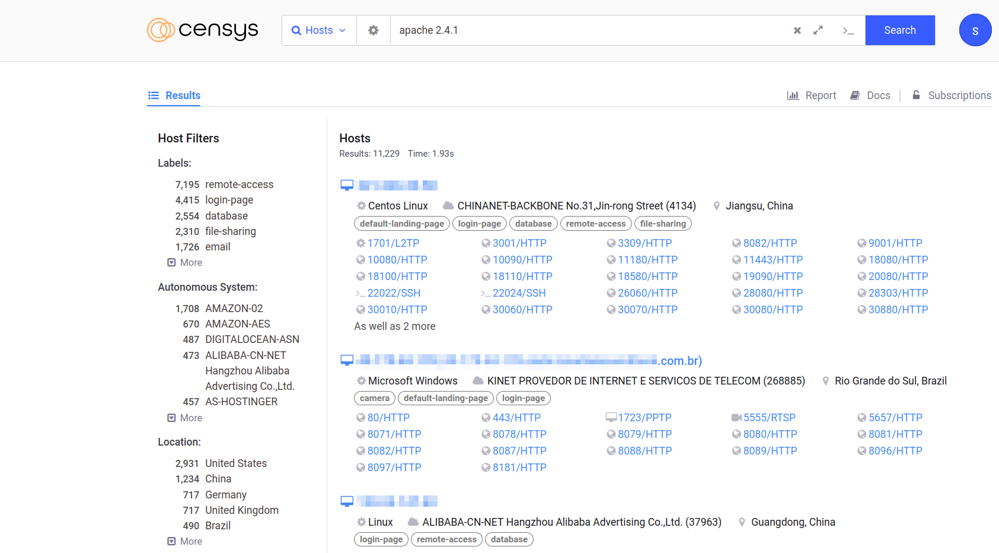 censys
Hosts
apache 2.4.1
>_
Search
S
Results
Report
Docs
Subscriptions
Host Filters
Labels:
7,195 remote-access
4,415 login-page
2,554 database
2,310 file-sharing
1,726 email
More
Autonomous System:
1,708 AMAZON-02
670 AMAZON-AES
487 DIGITALOCEAN-ASN
473 ALIBABA-CN-NET
Hangzhou Alibaba
Advertising Co.,Ltd.
457 AS-HOSTINGER
More
Location:
2,931 United States
1,234 China
717 Germany
717 United Kingdom
490 Brazil
More
Hosts
Results: 11,229 Time: 1.93s
Centos Linux CHINANET-BACKBONE No.31,Jin-rong Street (4134) Jiangsu, China
default-landing-page login-page database remote-access file-sharing
1701/L2TP 3001/HTTP 3309/HTTP 8082/HTTP 9001/HTTP
10080/HTTP 10090/HTTP 11180/HTTP 11443/HTTP 18080/HTTP
18100/HTTP 18110/HTTP 18580/HTTP 19090/HTTP 20080/HTTP
>_ 22022/SSH >_ 22024/SSH 26060/HTTP 28080/HTTP 28303/HTTP
30010/HTTP 30060/HTTP 30070/HTTP 30080/HTTP 30880/HTTP
As well as 2 more
.com.br)
Microsoft Windows KINET PROVEDOR DE INTERNET E SERVICOS DE TELECOM (268885) Rio Grande do Sul, Brazil
camera default-landing-page login-page
80/HTTP 443/HTTP 1723/PPTP 5555/RTSP 5657/HTTP
8071/HTTP 8078/HTTP 8079/HTTP 8080/HTTP 8081/HTTP
8082/HTTP 8087/HTTP 8088/HTTP 8089/HTTP 8096/HTTP
8097/HTTP 8181/HTTP
Linux ALIBABA-CN-NET Hangzhou Alibaba Advertising Co.,Ltd. (37963) Guangdong, China
login-page remote-access database